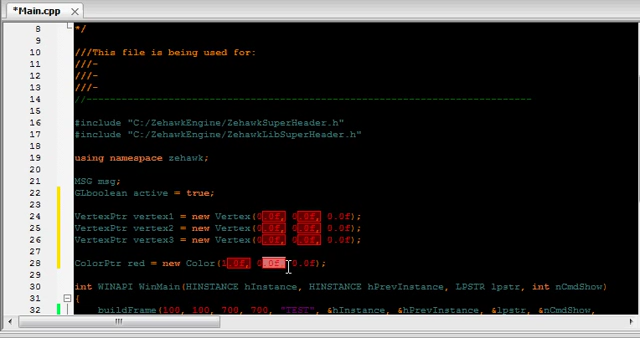 *Main.cpp
8 */
9
10 ///This file is being used for:
11 ///-
12 ///-
13 ///-
14 //----------------------------------------------------------------------------
15
16 #include "C:/ZehawkEngine/ZehawkSuperHeader.h"
17 #include "C:/ZehawkEngine/ZehawkLibSuperHeader.h"
18
19 using namespace zehawk;
20
21 MSG msg;
22 GLboolean active = true;
23
24 VertexPtr vertex1 = new Vertex(0.0f, 0.0f, 0.0f);
25 VertexPtr vertex2 = new Vertex(0.0f, 0.0f, 0.0f);
26 VertexPtr vertex3 = new Vertex(0.0f, 0.0f, 0.0f);
27
28 ColorPtr red = new Color(1.0f, 0.0f, 0.0f);
29
30 int WINAPI WinMain(HINSTANCE hInstance, HINSTANCE hPrevInstance, LPSTR lpstr, int nCmdShow)
31 {
32 buildFrame(100, 100, 700, 700, "TEST", &hInstance, &hPrevInstance, &lpstr, &nCmdShow,